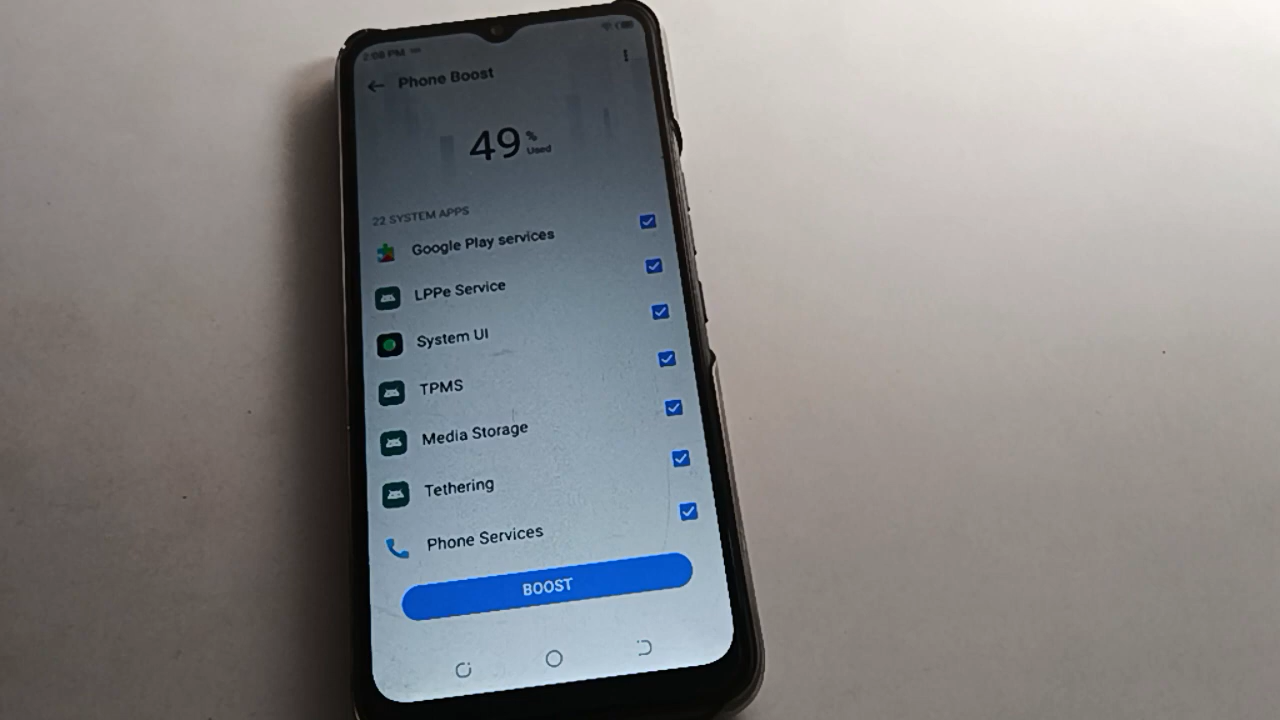 2:08 PM
Phone Boost
49 %
Used
22 SYSTEM APPS
Google Play services
LPPe Service
System UI
TPMS
Media Storage
Tethering
Phone Services
BOOST